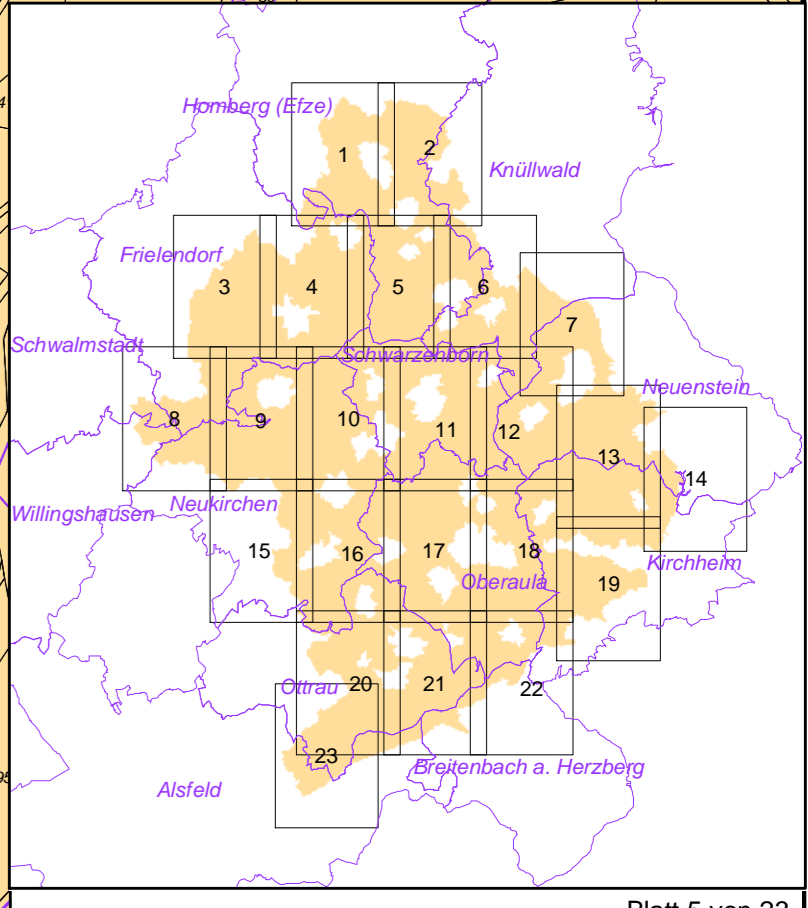 Homberg (Efze)
1
2
Knüllwald
Frielendorf
3
4
5
6
7
Schwalmstadt
Schwarzenborn
Neuenstein
8
9
10
11
12
13
14
Willingshausen
Neukirchen
15
16
17
18
Kirchheim
Oberaula
19
Ottrau
20
21
22
23
Breitenbach a. Herzberg
Alsfeld